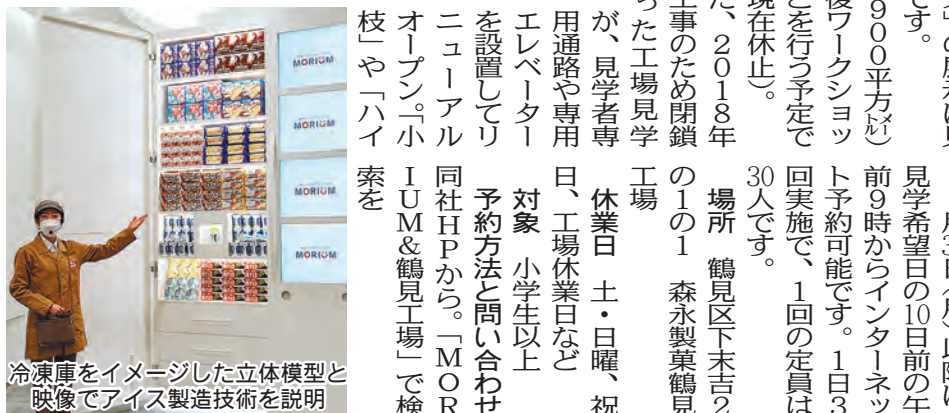 です。
900平方メートル)
後ワークショッ
どを行う予定で
現在休止)。
た、2018年
工事のため閉鎖
った工場見学
が、見学者専
用通路や専用
エレベーター
を設置してリ
ニューアル
オープン。「小
枝」や「ハイ
見学希望日の10日前の午
前9時からインターネッ
ト予約可能です。1日3
回実施で、1回の定員は
30人です。
場所 鶴見区下末吉2
の1の1 森永製菓鶴見
工場
休業日 土・日曜、祝
日、工場休業日など
対象 小学生以上
予約方法と問い合わせ
同社HPから。「MOR
IUM&鶴見工場」で検
索を
MORIUM
MORIUM
MORIUM
MORIUM
冷凍庫をイメージした立体模型と
映像でアイス製造技術を説明